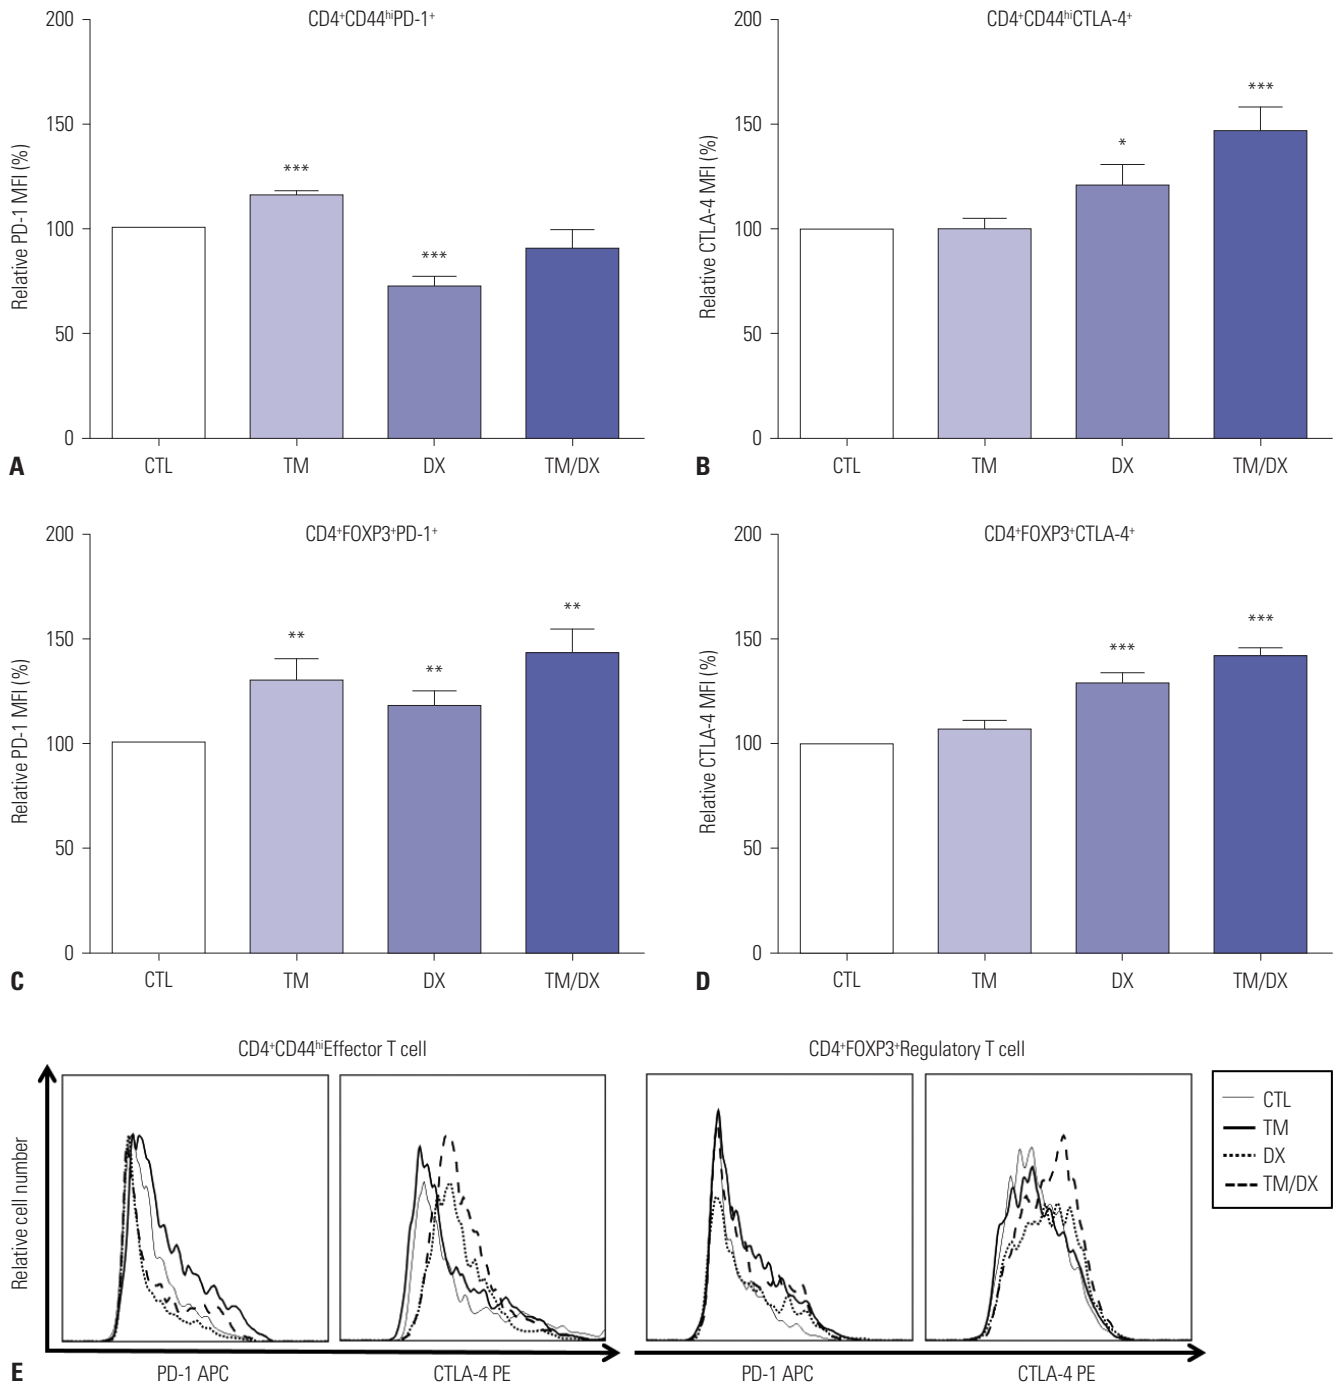 CD4+CD44hiPD-1+
Relative PD-1 MFI (%)
200
150
100
50
0
***
***
CTL
TM
DX
TM/DX
A
CD4+CD44hiCTLA-4+
Relative CTLA-4 MFI (%)
200
150
100
50
0
*
***
CTL
TM
DX
TM/DX
B
CD4+FOXP3+PD-1+
Relative PD-1 MFI (%)
200
150
100
50
0
**
**
**
CTL
TM
DX
TM/DX
C
CD4+FOXP3+CTLA-4+
Relative CTLA-4 MFI (%)
200
150
100
50
0
***
***
CTL
TM
DX
TM/DX
D
CD4+CD44hiEffector T cell
CD4+FOXP3+Regulatory T cell
Relative cell number
CTL
TM
DX
TM/DX
PD-1 APC
CTLA-4 PE
PD-1 APC
CTLA-4 PE
E